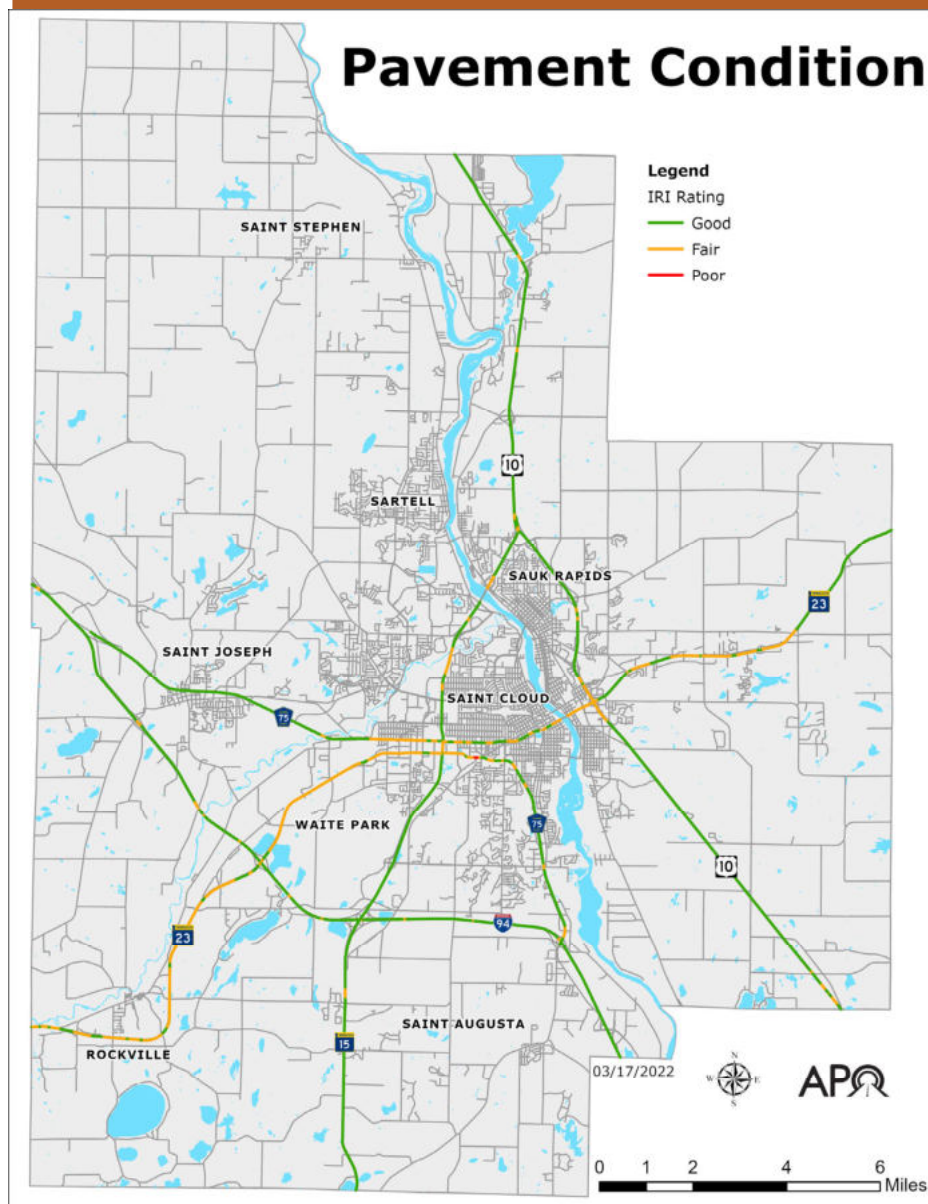 Pavement Condition
Legend
IRI Rating
Good
Fair
Poor
SAINT STEPHEN
10
SARTELL
SAUK RAPIDS
23
SAINT JOSEPH
SAINT CLOUD
75
WAITE PARK
75
10
94
23
SAINT AUGUSTA
15
ROCKVILLE
03/17/2022
N
W E
S
APO
0 1 2 4 6
Miles